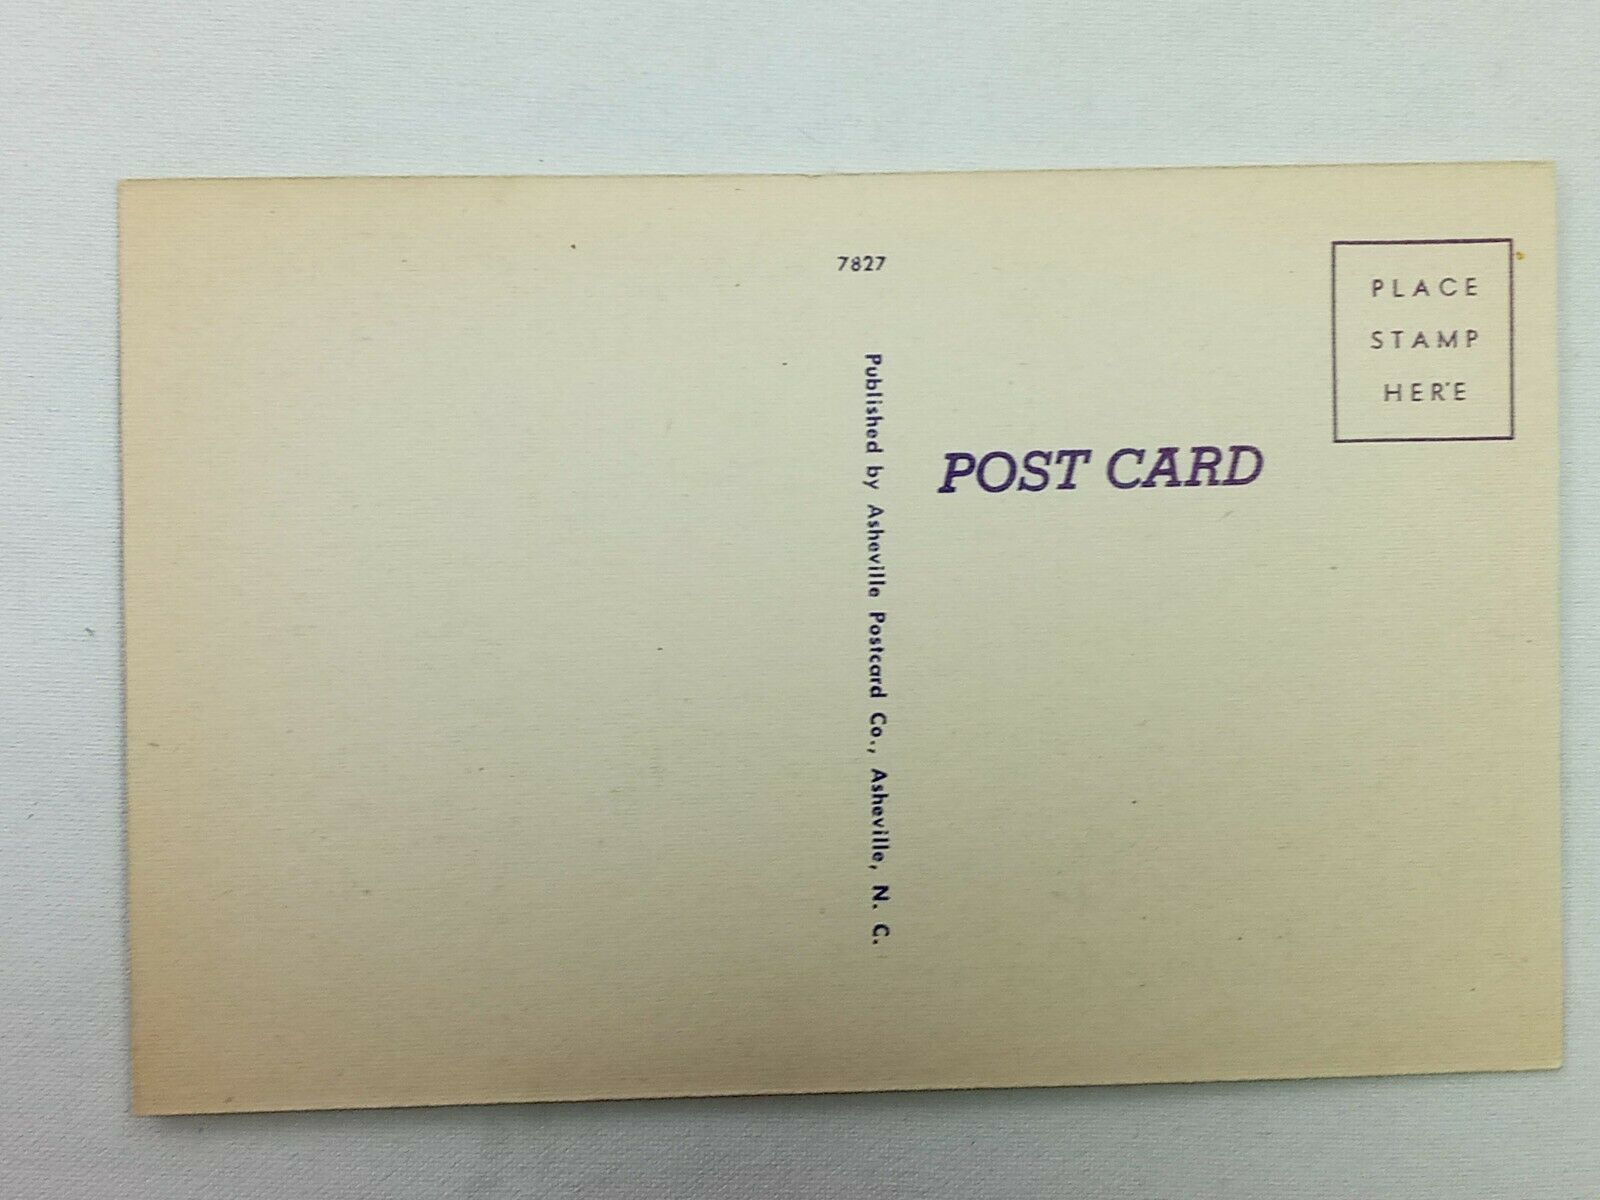 7827
PLACE
STAMP
HERE
POST CARD
Published by Asheville Postcard Co., Asheville, N. C.